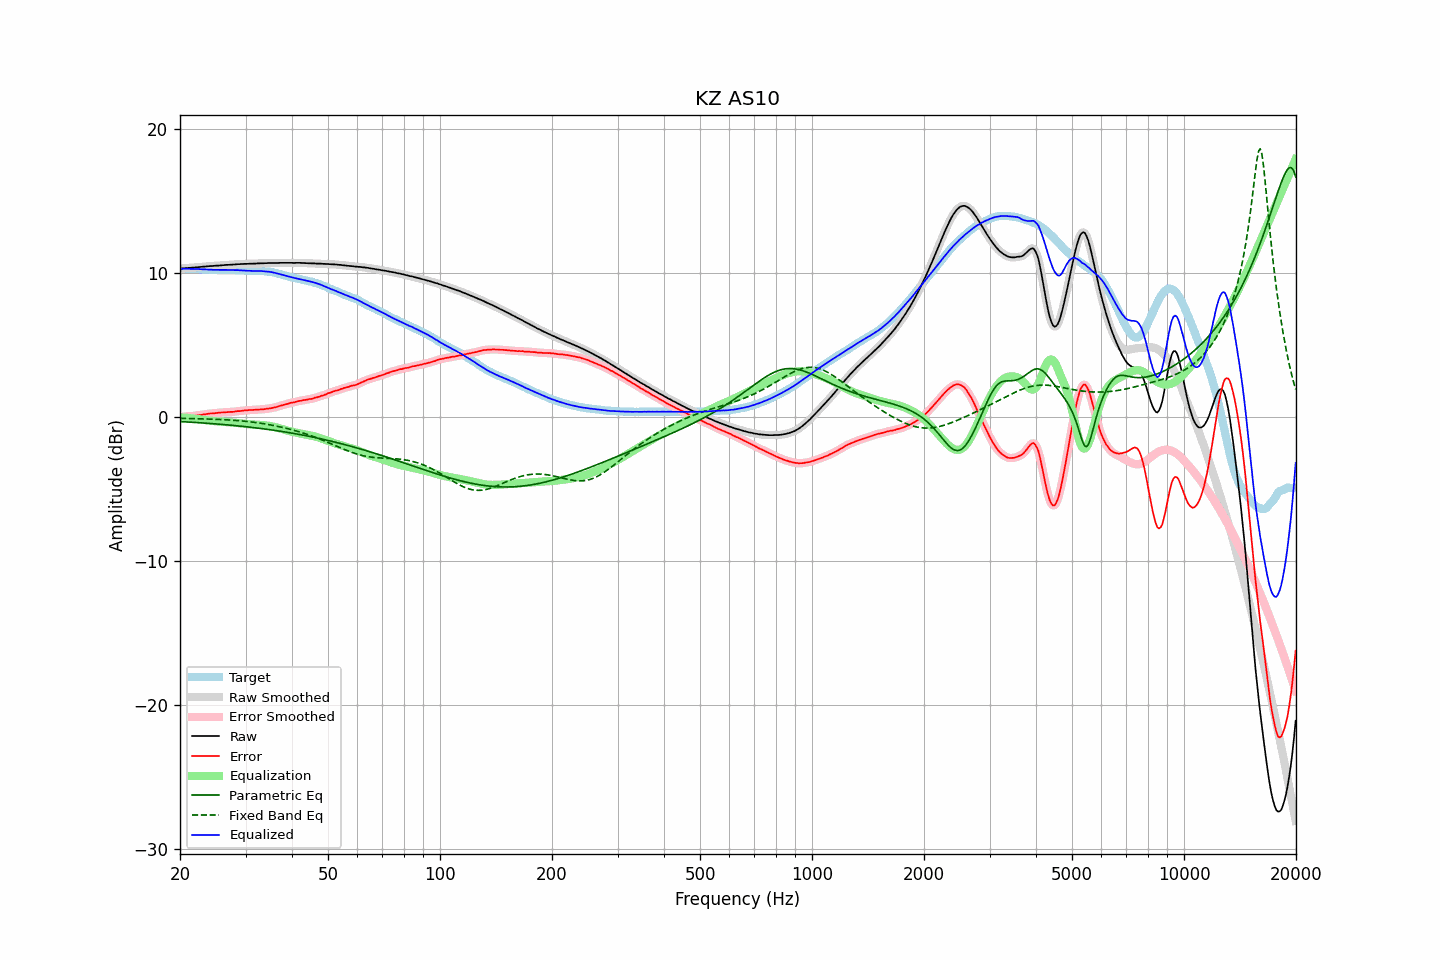 KZ AS10
Amplitude (dBr)
20
10
0
−10
−20
−30
Target
Raw Smoothed
Error Smoothed
Raw
Error
Equalization
Parametric Eq
Fixed Band Eq
Equalized
20 50 100 200 500 1000 2000 5000 10000 20000
Frequency (Hz)